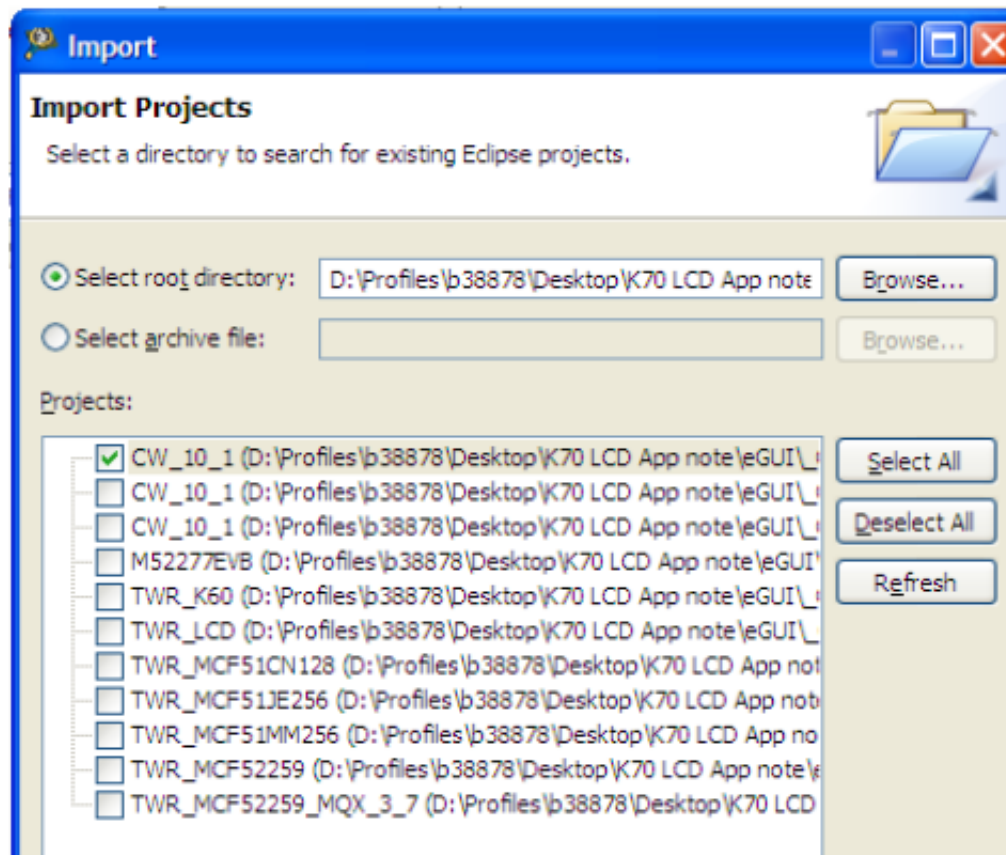 Import
Import Projects
Select a directory to search for existing Eclipse projects.
Select root directory: D:\Profiles\b38878\Desktop\K70 LCD App note Browse...
Select archive file: Browse...
Projects:
CW_10_1 (D:\Profiles\b38878\Desktop\K70 LCD App note\eGUI\_
CW_10_1 (D:\Profiles\b38878\Desktop\K70 LCD App note\eGUI\_
CW_10_1 (D:\Profiles\b38878\Desktop\K70 LCD App note\eGUI\_
M52277EVB (D:\Profiles\b38878\Desktop\K70 LCD App note\eGUI\
TWR_K60 (D:\Profiles\b38878\Desktop\K70 LCD App note\eGUI\_
TWR_LCD (D:\Profiles\b38878\Desktop\K70 LCD App note\eGUI\_
TWR_MCF51CN128 (D:\Profiles\b38878\Desktop\K70 LCD App not
TWR_MCF51JE256 (D:\Profiles\b38878\Desktop\K70 LCD App not
TWR_MCF51MM256 (D:\Profiles\b38878\Desktop\K70 LCD App no
TWR_MCF52259 (D:\Profiles\b38878\Desktop\K70 LCD App note\e
TWR_MCF52259_MQX_3_7 (D:\Profiles\b38878\Desktop\K70 LCD
Select All
Deselect All
Refresh